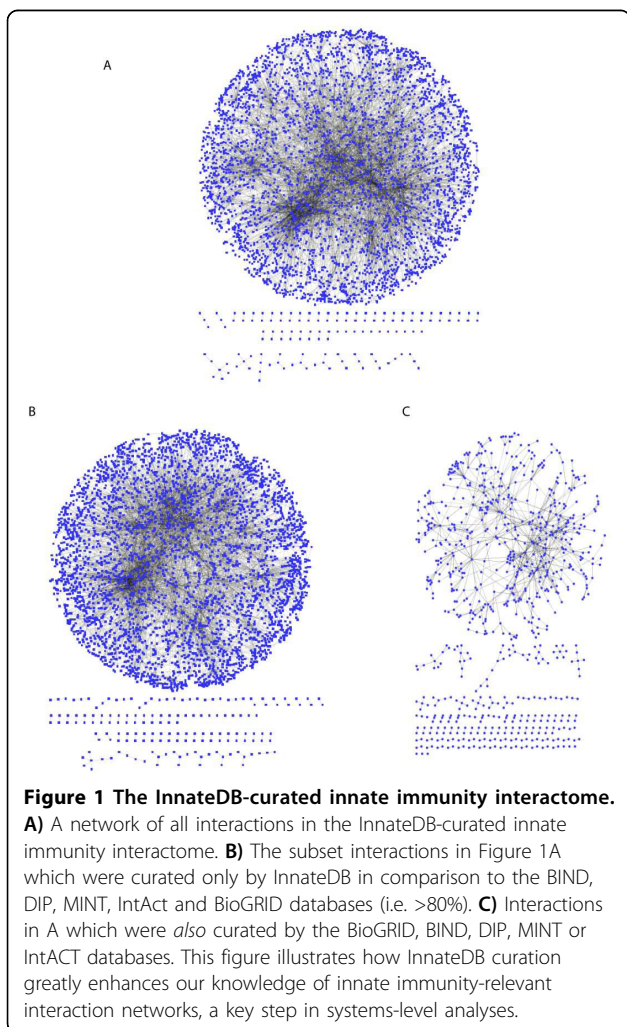 A
B
C
Figure 1 The InnateDB-curated innate immunity interactome.
A) A network of all interactions in the InnateDB-curated innate
immunity interactome. B) The subset interactions in Figure 1A
which were curated only by InnateDB in comparison to the BIND,
DIP, MINT, IntAct and BioGRID databases (i.e. >80%). C) Interactions
in A which were also curated by the BioGRID, BIND, DIP, MINT or
IntACT databases. This figure illustrates how InnateDB curation
greatly enhances our knowledge of innate immunity-relevant
interaction networks, a key step in systems-level analyses.